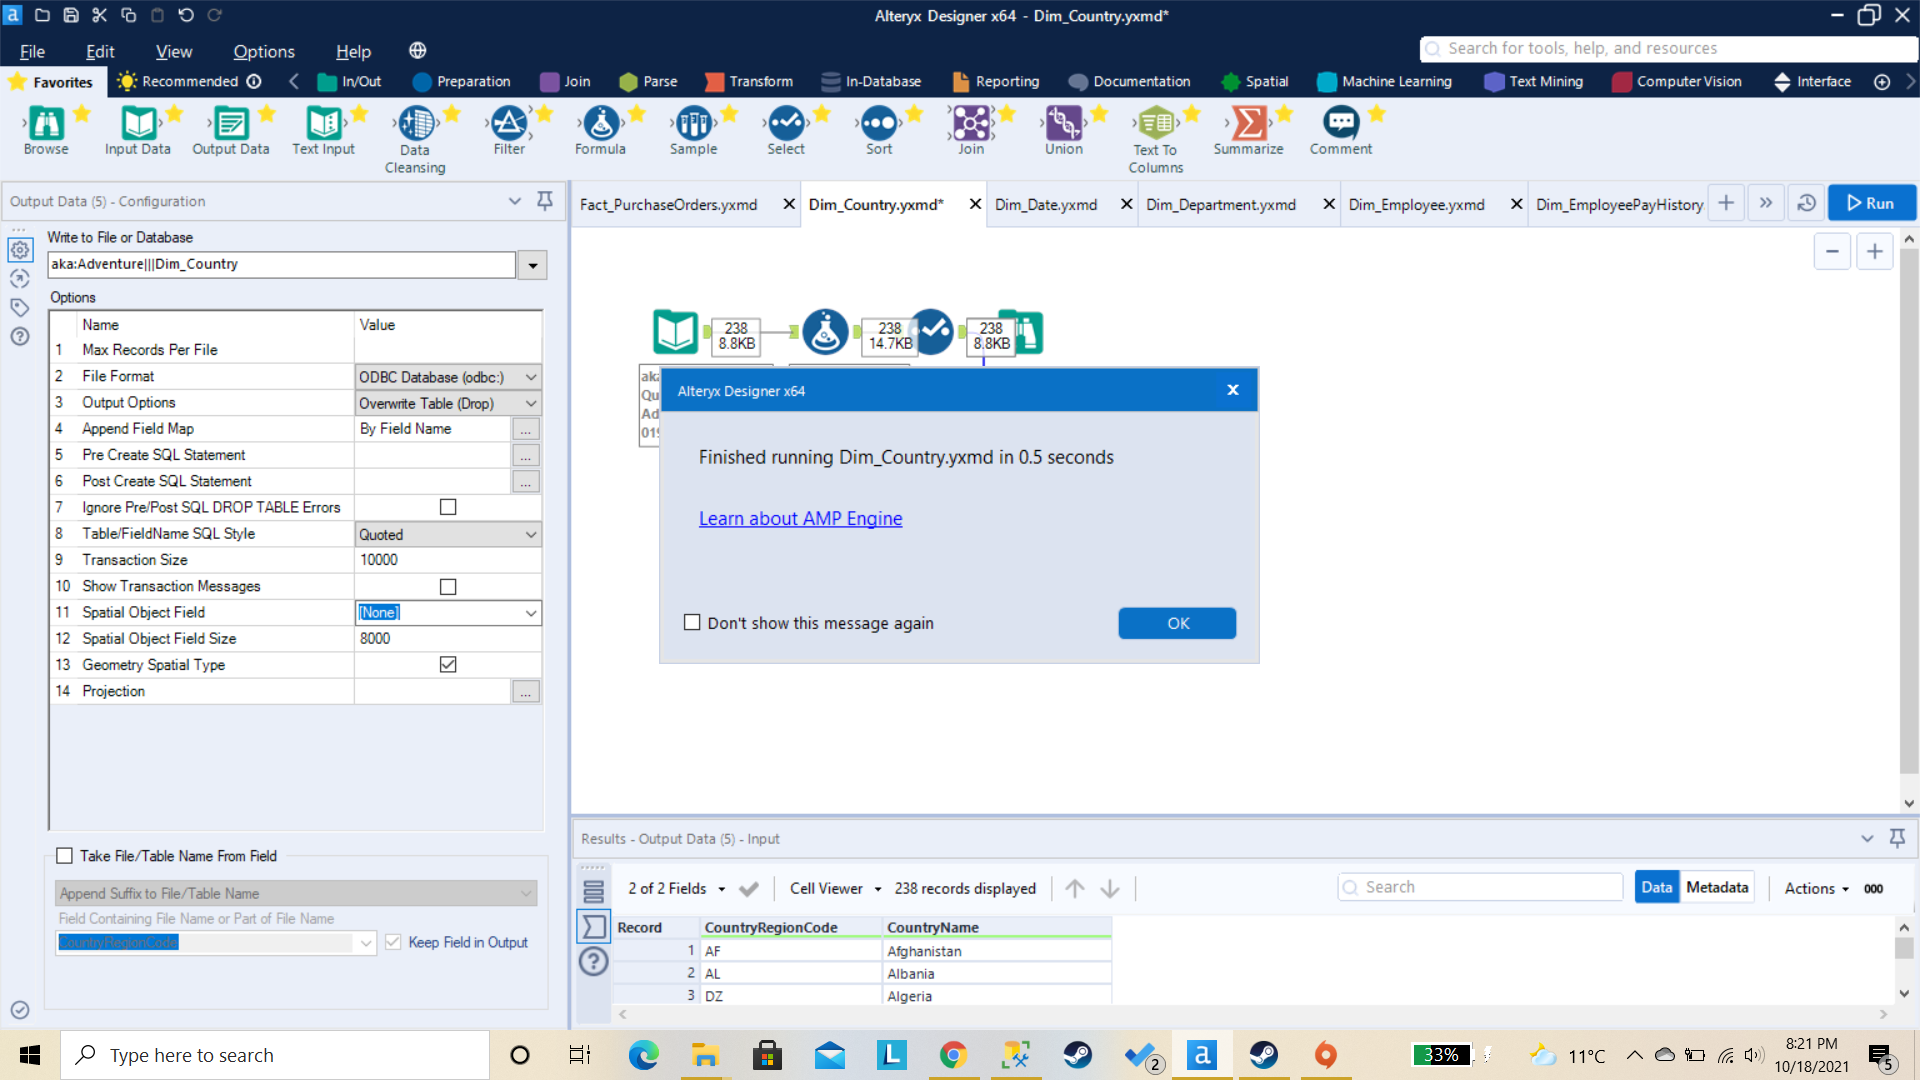 a
Alteryx Designer x64 - Dim_Country.yxmd*
File Edit View Options Help
Search for tools, help, and resources
Favorites Recommended In/Out Preparation Join Parse Transform In-Database Reporting Documentation Spatial Machine Learning Text Mining Computer Vision Interface
Browse Input Data Output Data Text Input Data Cleansing Filter Formula Sample Select Sort Join Union Text To Columns Summarize Comment
Output Data (5) - Configuration
Fact_PurchaseOrders.yxmd Dim_Country.yxmd* Dim_Date.yxmd Dim_Department.yxmd Dim_Employee.yxmd Dim_EmployeePayHistory
Run
Write to File or Database
aka:Adventure|||Dim_Country
Options
Name Value
1 Max Records Per File
2 File Format ODBC Database (odbc:)
3 Output Options Overwrite Table (Drop)
4 Append Field Map By Field Name ...
5 Pre Create SQL Statement ...
6 Post Create SQL Statement ...
7 Ignore Pre/Post SQL DROP TABLE Errors
8 Table/FieldName SQL Style Quoted
9 Transaction Size 10000
10 Show Transaction Messages
11 Spatial Object Field [None]
12 Spatial Object Field Size 8000
13 Geometry Spatial Type
14 Projection ...
Take File/Table Name From Field
Append Suffix to File/Table Name
Field Containing File Name or Part of File Name
CountryRegionCode
Keep Field in Output
238
8.8KB
238
14.7KB
238
8.8KB
aka
Qu
Ad
019
Alteryx Designer x64
Finished running Dim_Country.yxmd in 0.5 seconds
Learn about AMP Engine
Don't show this message again
OK
Results - Output Data (5) - Input
2 of 2 Fields Cell Viewer 238 records displayed
Search
Data Metadata Actions 000
Record CountryRegionCode CountryName
1 AF Afghanistan
2 AL Albania
3 DZ Algeria
Type here to search
L
2
a
33%
11°C
8:21 PM
10/18/2021
5